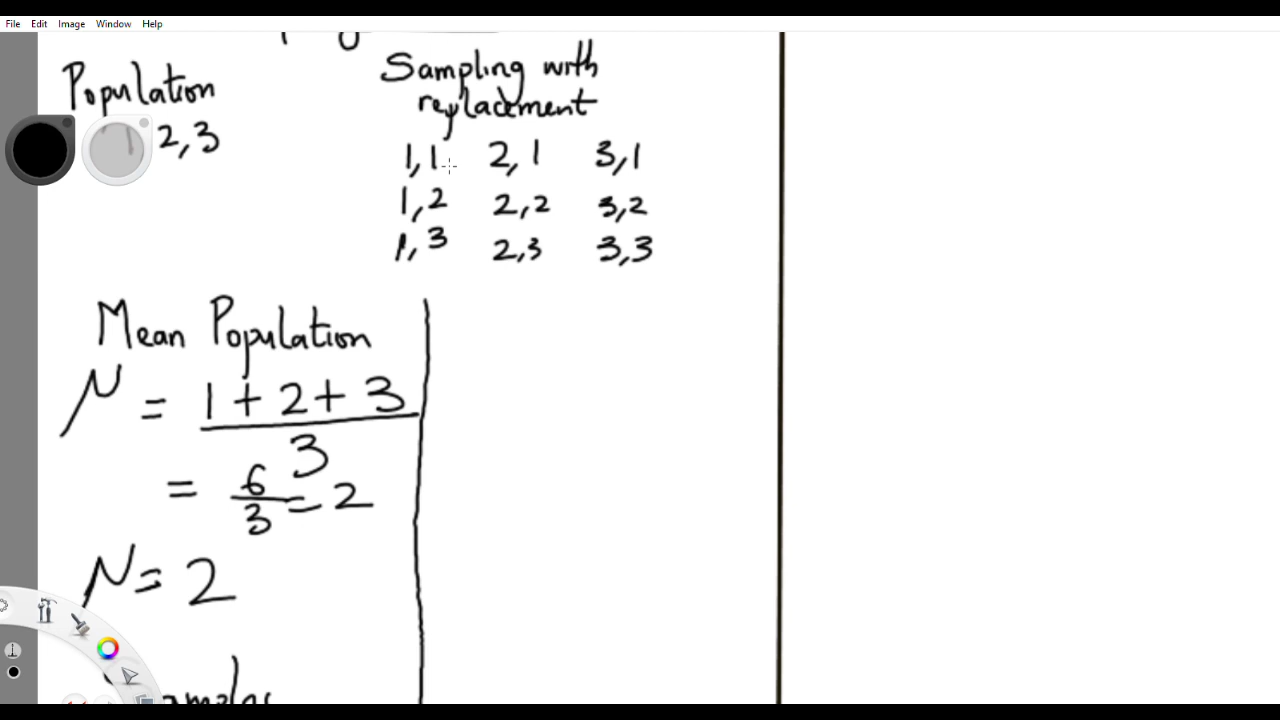 File Edit Image Window Help
Population
2,3
Sampling with
replacement
1,1 2,1 3,1
1,2 2,2 3,2
1,3 2,3 3,3
Mean Population
μ = 1 + 2 + 3
3
= 6/3 = 2
μ = 2